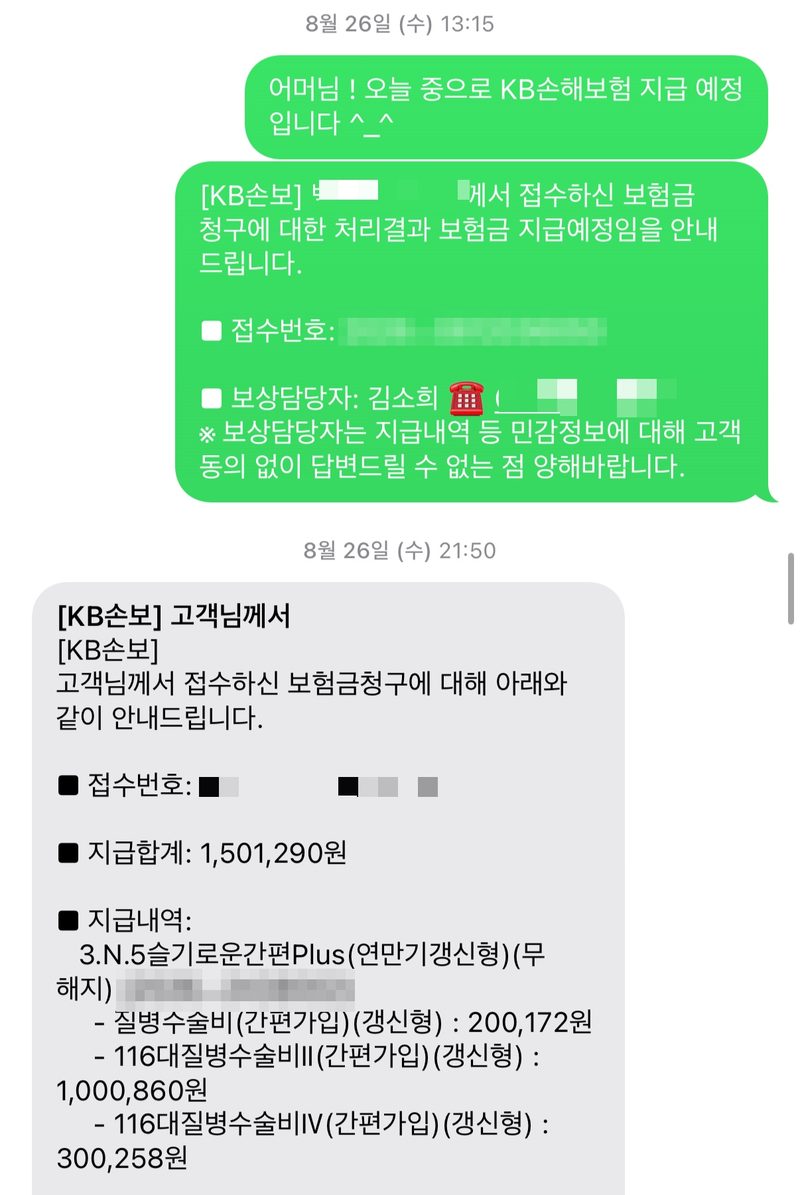 8월 26일 (수) 13:15
어머님 ! 오늘 중으로 KB손해보험 지급 예정
입니다 ^_^
[KB손보] 께서 접수하신 보험금
청구에 대한 처리결과 보험금 지급예정임을 안내
드립니다.
■ 접수번호:
■ 보상담당자: 김소희 ☎️
※ 보상담당자는 지급내역 등 민감정보에 대해 고객
동의 없이 답변드릴 수 없는 점 양해바랍니다.
8월 26일 (수) 21:50
[KB손보] 고객님께서
[KB손보]
고객님께서 접수하신 보험금청구에 대해 아래와
같이 안내드립니다.
■ 접수번호:
■ 지급합계: 1,501,290원
■ 지급내역:
3.N.5슬기로운간편Plus(연만기갱신형)(무
해지)
- 질병수술비(간편가입)(갱신형) : 200,172원
- 116대질병수술비II(간편가입)(갱신형) :
1,000,860원
- 116대질병수술비IV(간편가입)(갱신형) :
300,258원